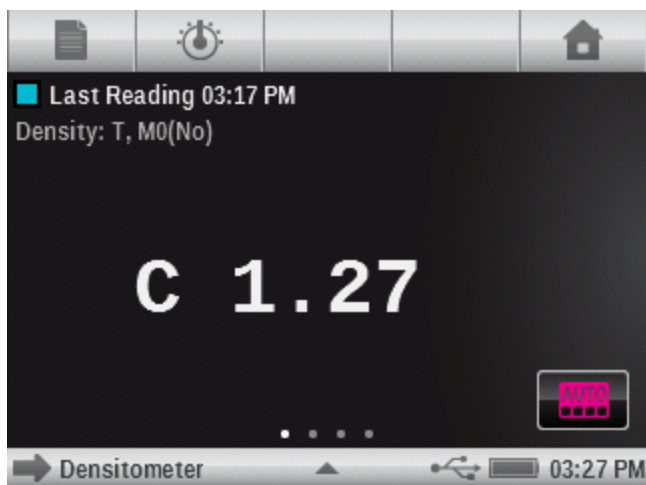 Last Reading 03:17 PM
Density: T, M0(No)
C 1.27
AUTO
Densitometer 03:27 PM